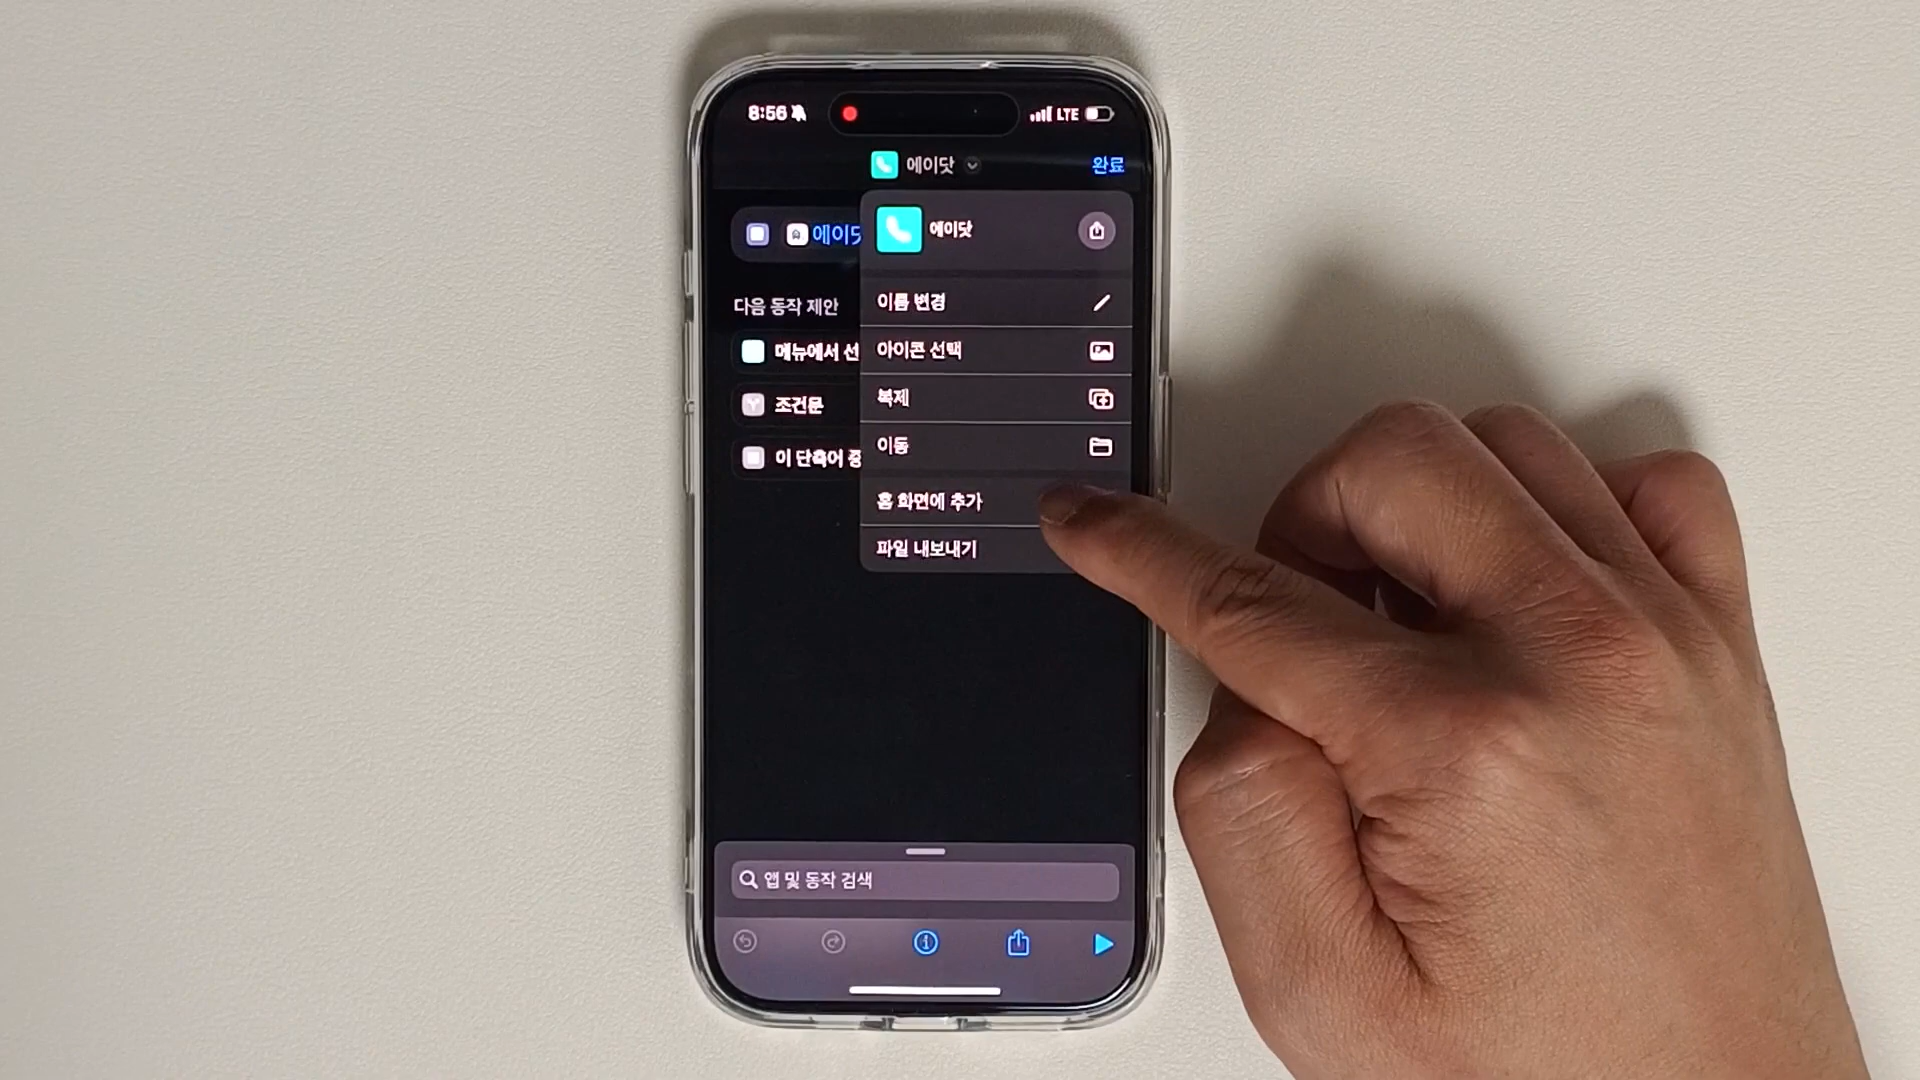 8:56
LTE
에이닷
완료
에이닷
에이닷
이름 변경
다음 동작 제안
메뉴에서 선
아이콘 선택
복제
조건문
이동
이 단축어 중
홈 화면에 추가
파일 내보내기
앱 및 동작 검색